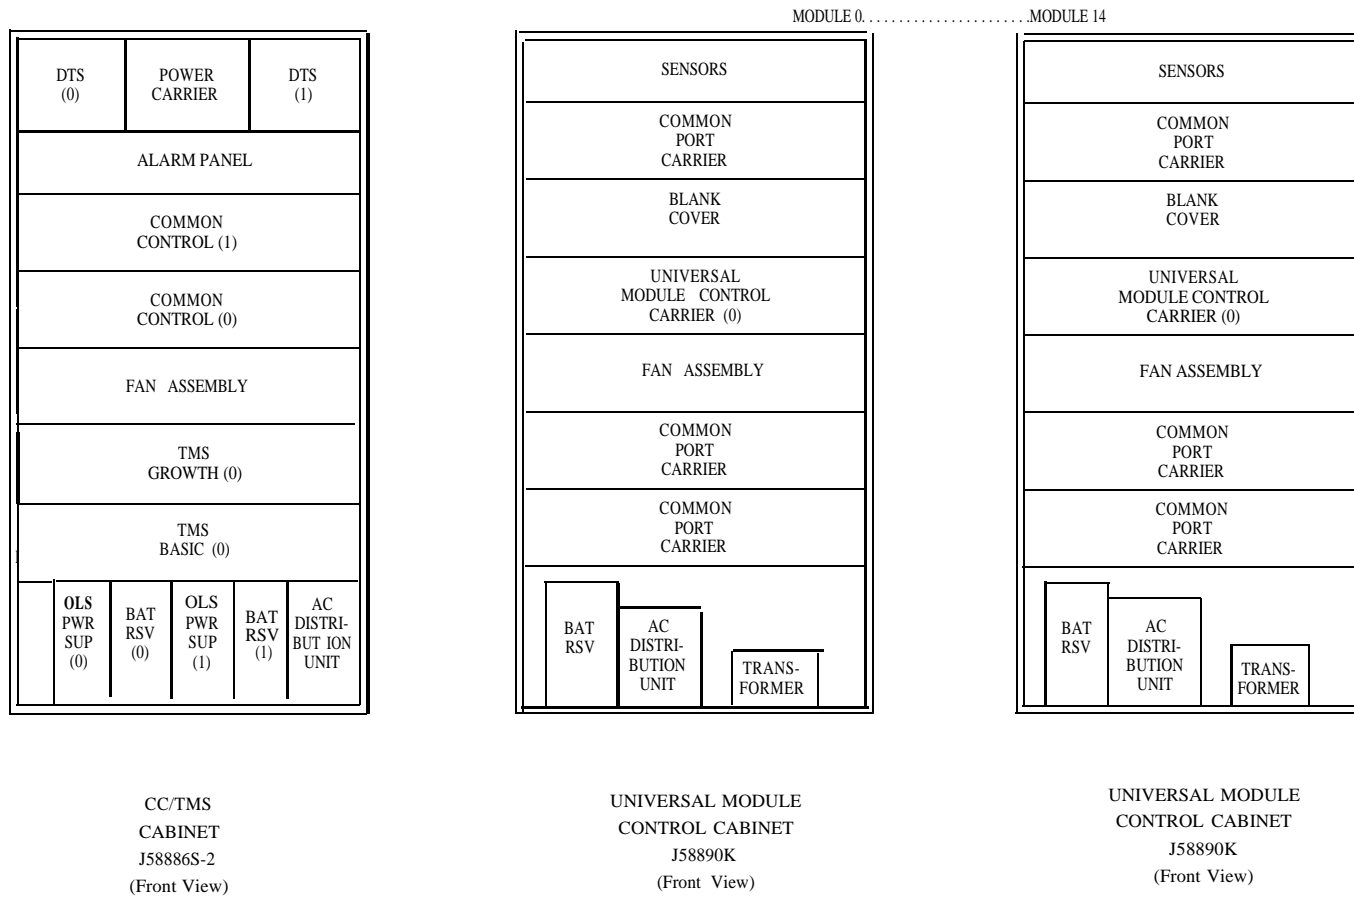 MODULE 0. . . . . . . . . . . . . . . . . . . . . . .MODULE 14
DTS
(0)
POWER
CARRIER
DTS
(1)
ALARM PANEL
COMMON
CONTROL (1)
COMMON
CONTROL (0)
FAN ASSEMBLY
TMS
GROWTH (0)
TMS
BASIC (0)
OLS
PWR
SUP
(0)
BAT
RSV
(0)
OLS
PWR
SUP
(1)
BAT
RSV
(1)
AC
DISTRI-
BUT ION
UNIT
CC/TMS
CABINET
J58886S-2
(Front View)
SENSORS
COMMON
PORT
CARRIER
BLANK
COVER
UNIVERSAL
MODULE CONTROL
CARRIER (0)
FAN ASSEMBLY
COMMON
PORT
CARRIER
COMMON
PORT
CARRIER
BAT
RSV
AC
DISTRI-
BUTION
UNIT
TRANS-
FORMER
UNIVERSAL MODULE
CONTROL CABINET
J58890K
(Front View)
SENSORS
COMMON
PORT
CARRIER
BLANK
COVER
UNIVERSAL
MODULE CONTROL
CARRIER (0)
FAN ASSEMBLY
COMMON
PORT
CARRIER
COMMON
PORT
CARRIER
BAT
RSV
AC
DISTRI-
BUTION
UNIT
TRANS-
FORMER
UNIVERSAL MODULE
CONTROL CABINET
J58890K
(Front View)